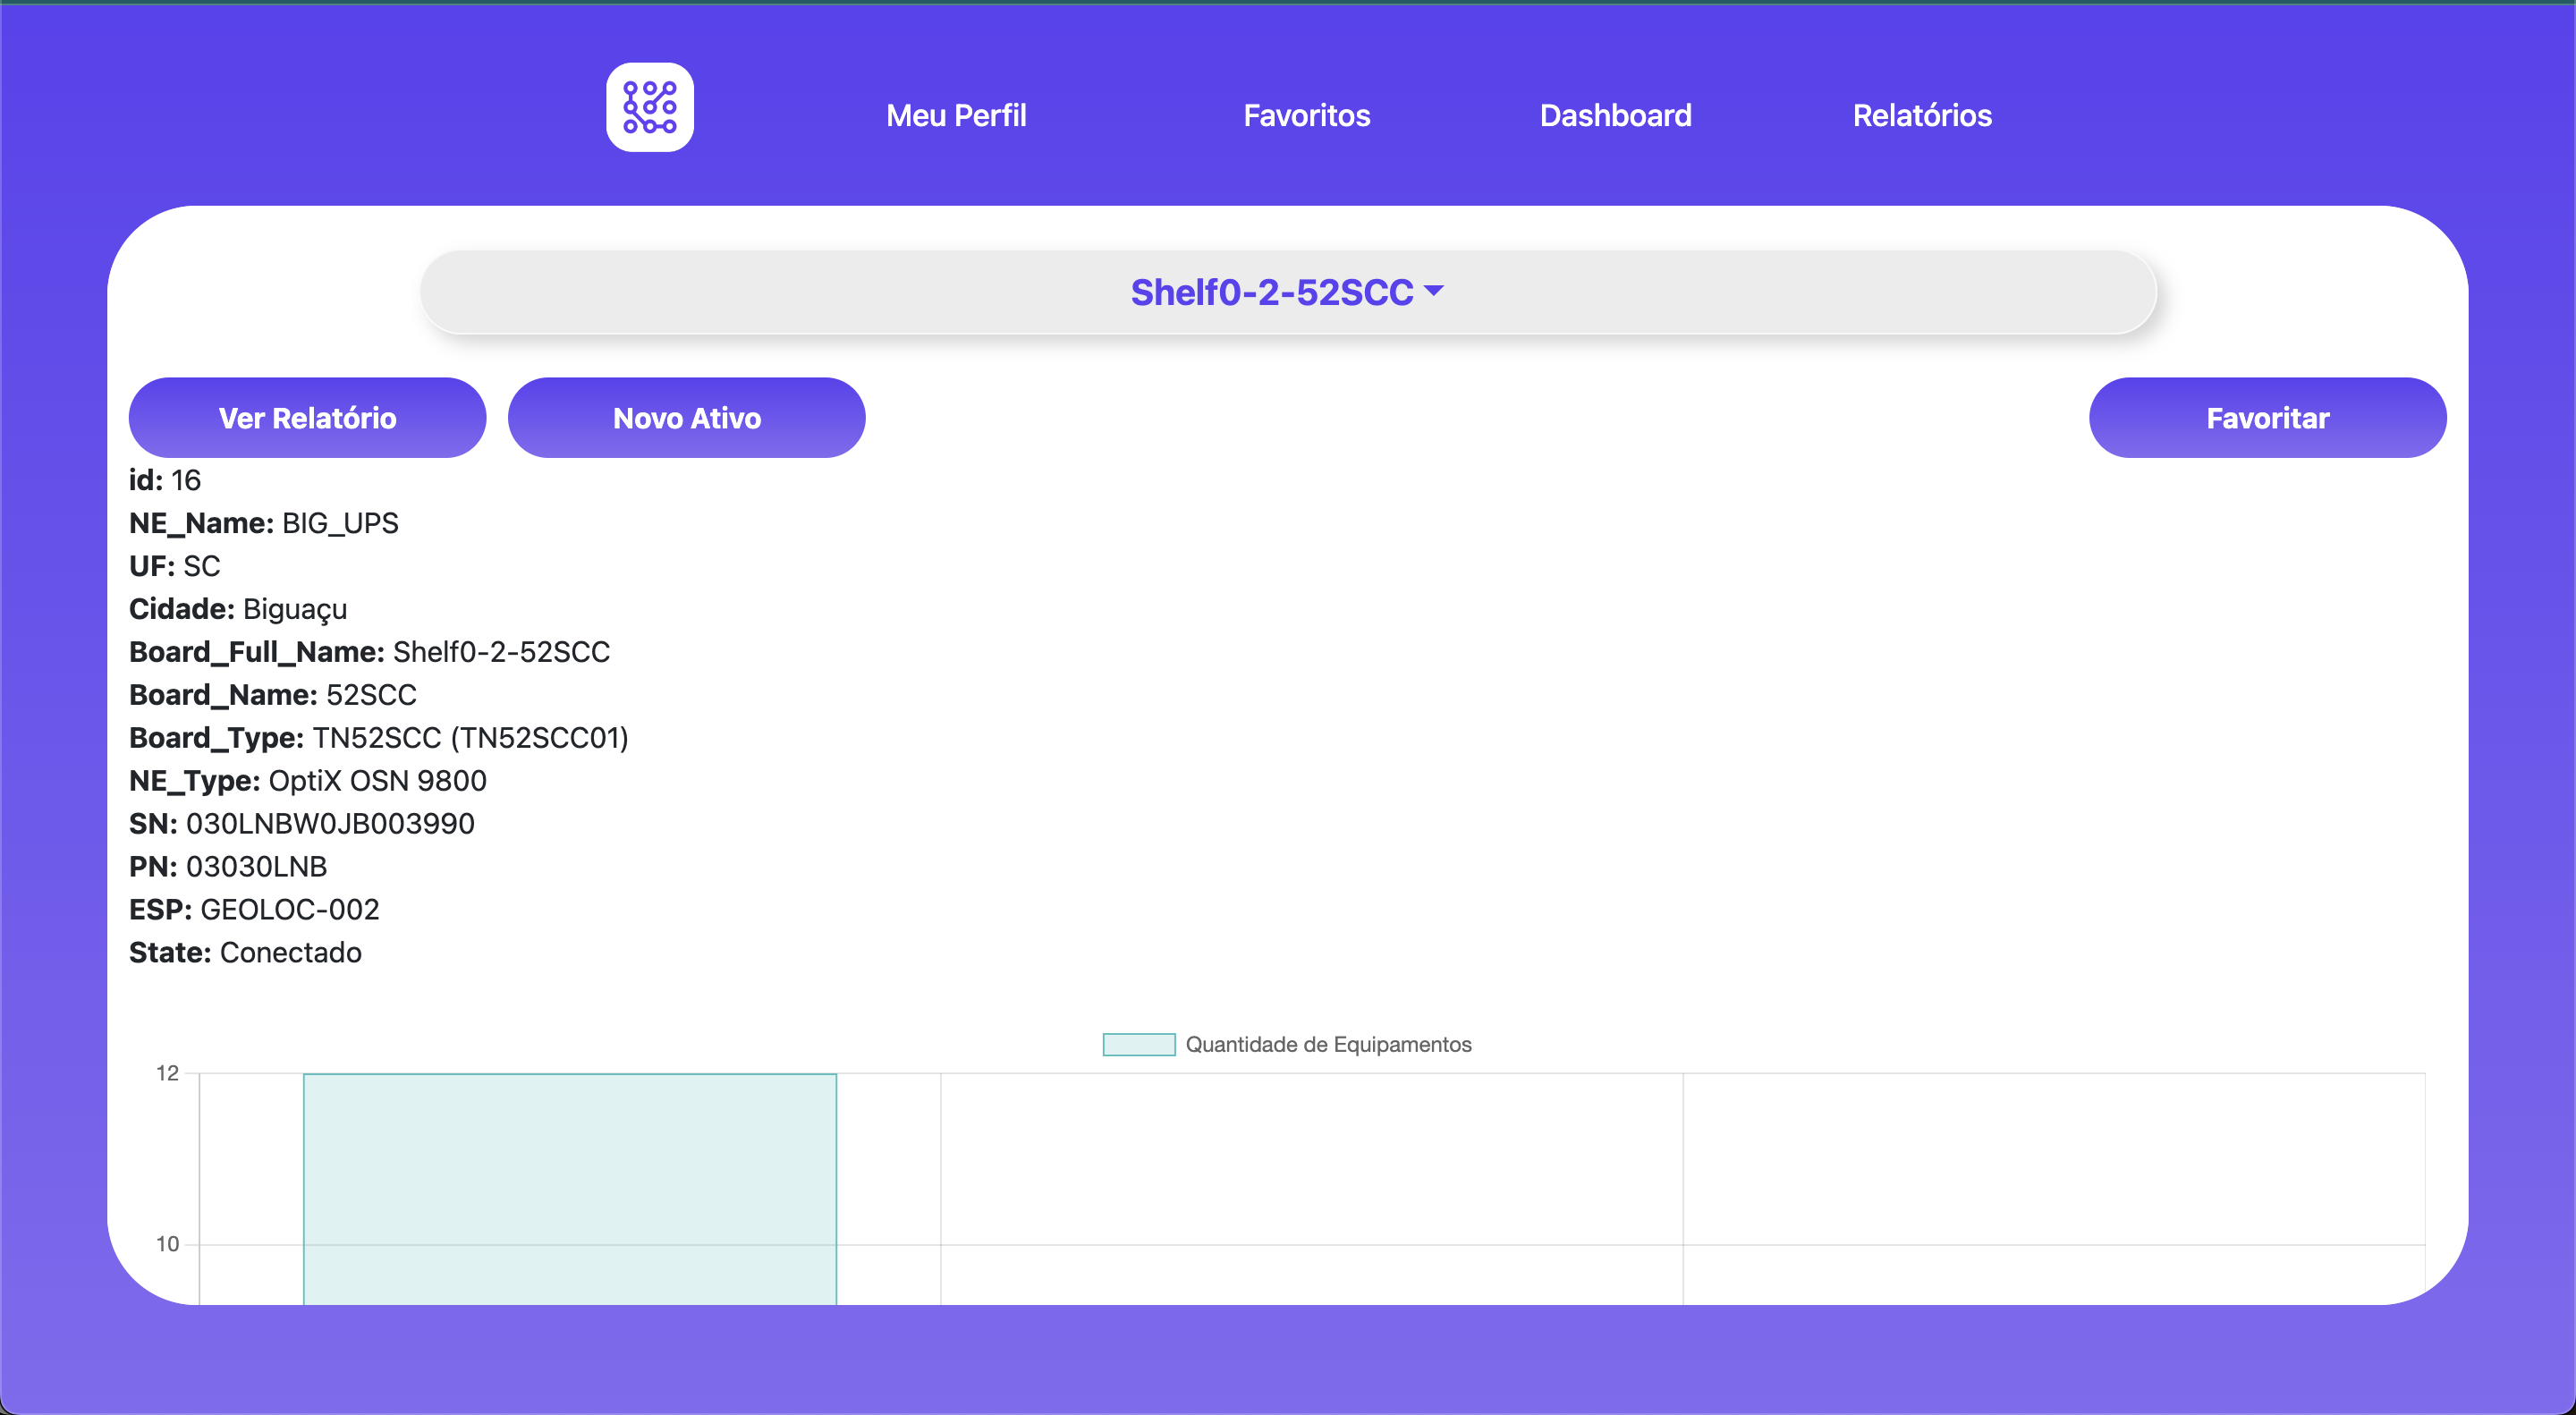 Meu Perfil Favoritos Dashboard Relatórios
Shelf0-2-52SCC
Ver Relatório Novo Ativo Favoritar
id: 16
NE_Name: BIG_UPS
UF: SC
Cidade: Biguaçu
Board_Full_Name: Shelf0-2-52SCC
Board_Name: 52SCC
Board_Type: TN52SCC (TN52SCC01)
NE_Type: OptiX OSN 9800
SN: 030LNBW0JB003990
PN: 03030LNB
ESP: GEOLOC-002
State: Conectado
Quantidade de Equipamentos
12
10